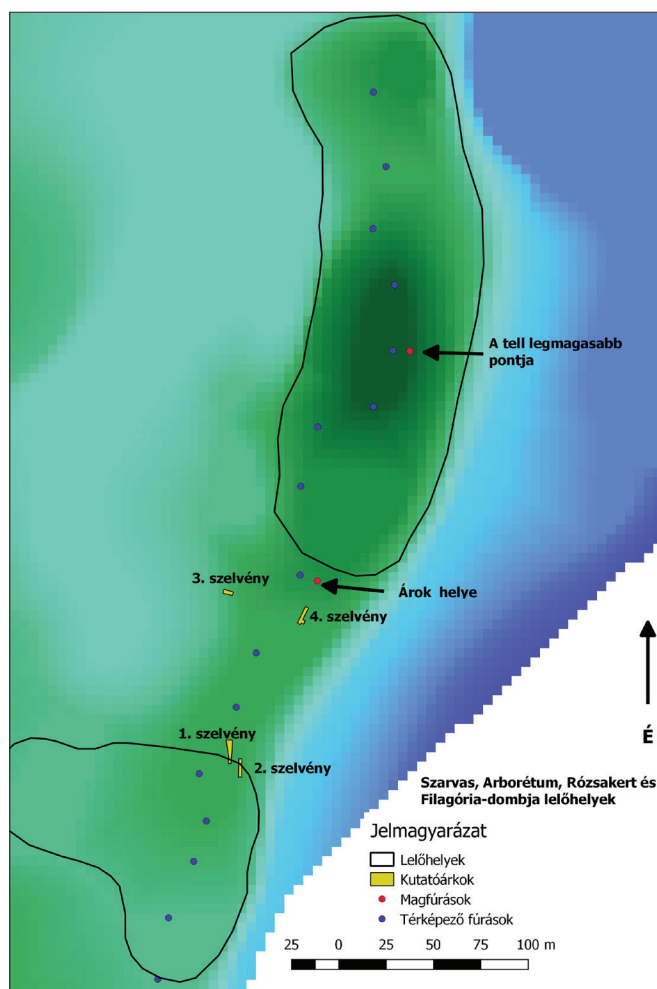 A tell legmagasabb
pontja
3. szelvény
Árok helye
4. szelvény
1. szelvény
2. szelvény
É
Szarvas, Arborétum, Rózsakert és
Filagória-dombja lelőhelyek
Jelmagyarázat
Lelőhelyek
Kutatóárkok
Magfúrások
Térképező fúrások
25 0 25 50 75 100 m